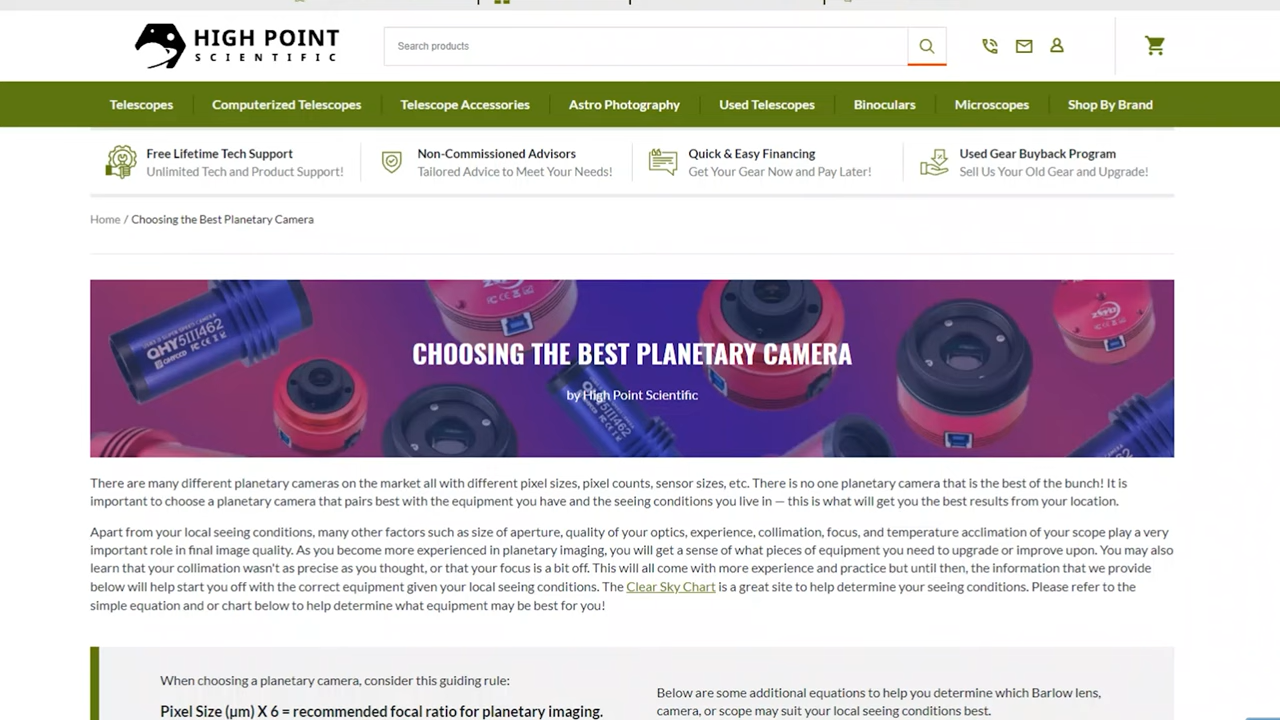 HIGH POINT
SCIENTIFIC
Search products
Telescopes
Computerized Telescopes
Telescope Accessories
Astro Photography
Used Telescopes
Binoculars
Microscopes
Shop By Brand
Free Lifetime Tech Support
Unlimited Tech and Product Support!
Non-Commissioned Advisors
Tailored Advice to Meet Your Needs!
Quick & Easy Financing
Get Your Gear Now and Pay Later!
Used Gear Buyback Program
Sell Us Your Old Gear and Upgrade!
Home / Choosing the Best Planetary Camera
QHY5III462
CHOOSING THE BEST PLANETARY CAMERA
by High Point Scientific
There are many different planetary cameras on the market all with different pixel sizes, pixel counts, sensor sizes, etc. There is no one planetary camera that is the best of the bunch! It is
important to choose a planetary camera that pairs best with the equipment you have and the seeing conditions you live in — this is what will get you the best results from your location.
Apart from your local seeing conditions, many other factors such as size of aperture, quality of your optics, experience, collimation, focus, and temperature acclimation of your scope play a very
important role in final image quality. As you become more experienced in planetary imaging, you will get a sense of what pieces of equipment you need to upgrade or improve upon. You may also
learn that your collimation wasn't as precise as you thought, or that your focus is a bit off. This will all come with more experience and practice but until then, the information that we provide
below will help start you off with the correct equipment given your local seeing conditions. The Clear Sky Chart is a great site to help determine your seeing conditions. Please refer to the
simple equation and or chart below to help determine what equipment may be best for you!
When choosing a planetary camera, consider this guiding rule:
Pixel Size (µm) X 6 = recommended focal ratio for planetary imaging.
Below are some additional equations to help you determine which Barlow lens,
camera, or scope may suit your local seeing conditions best.